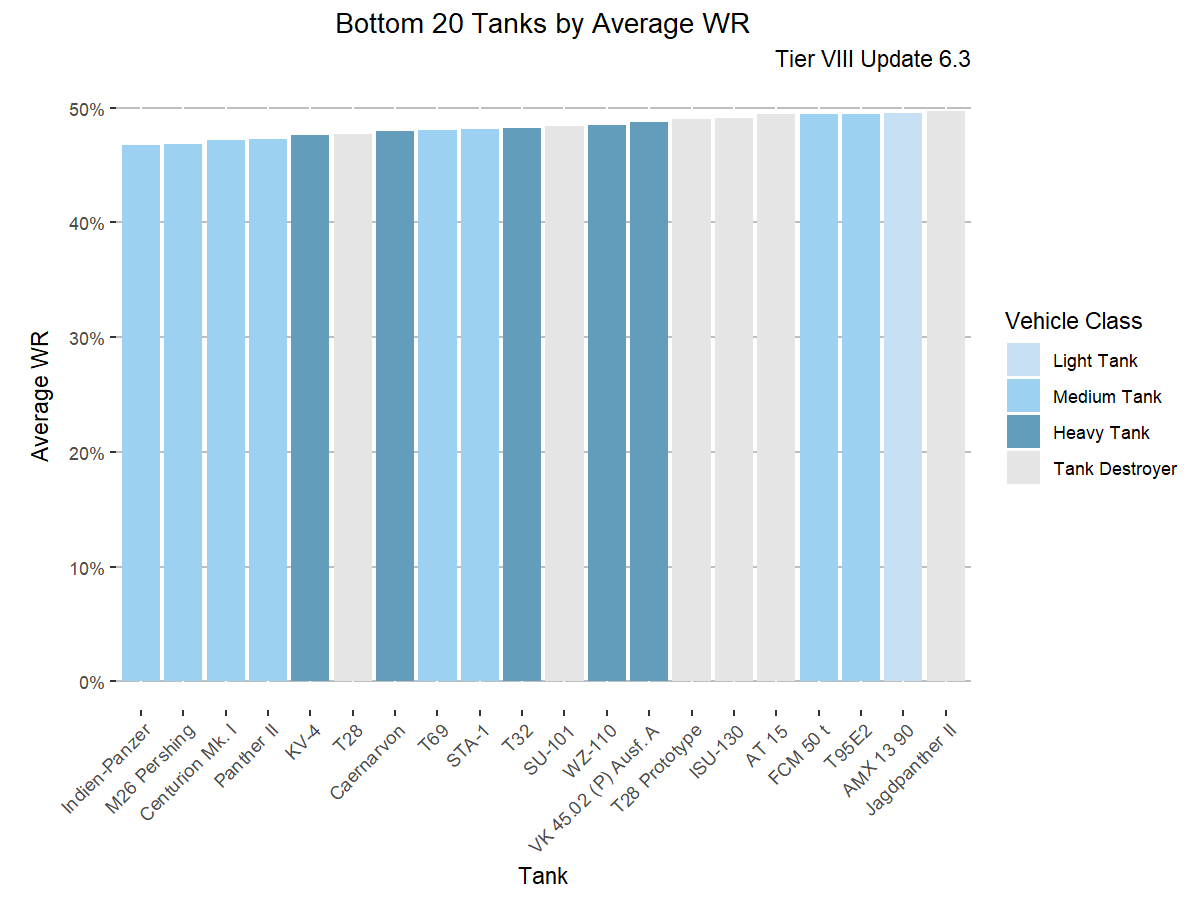 Bottom 20 Tanks by Average WR
Tier VIII Update 6.3
50%
40%
30%
20%
10%
0%
Average WR
Indien-Panzer
M26 Pershing
Centurion Mk. I
Panther II
KV-4
T28
Caernarvon
T69
STA-1
T32
SU-101
WZ-110
VK 45.02 (P) Ausf. A
T28 Prototype
ISU-130
AT 15
FCM 50 t
T95E2
AMX 13 90
Jagdpanther II
Tank
Vehicle Class
Light Tank
Medium Tank
Heavy Tank
Tank Destroyer